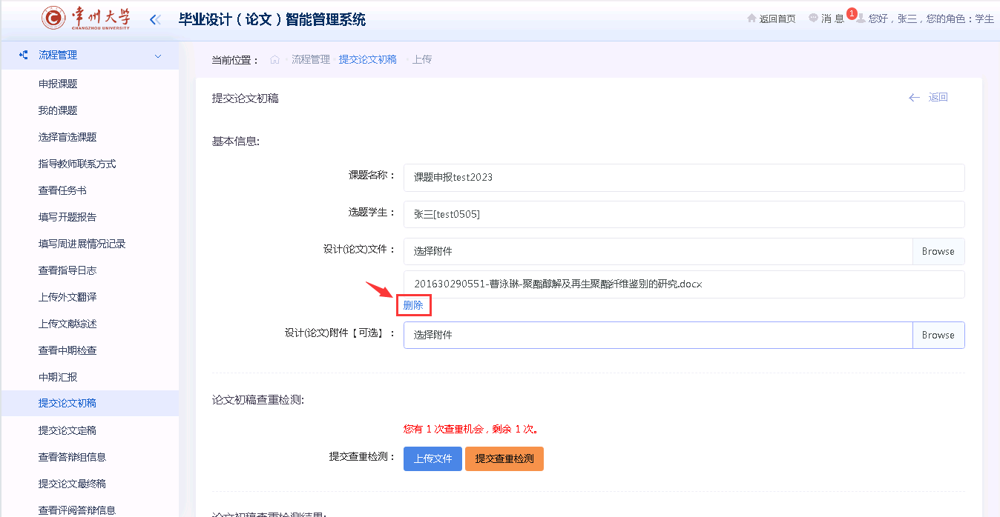 常州大学
CHANGZHOU UNIVERSITY
毕业设计（论文）智能管理系统
返回首页 消 息 1 您好，张三，您的角色：学生
流程管理
申报课题
我的课题
选择盲选课题
指导教师联系方式
查看任务书
填写开题报告
填写周进展情况记录
查看指导日志
上传外文翻译
上传文献综述
查看中期检查
中期汇报
提交论文初稿
提交论文定稿
查看答辩组信息
提交论文最终稿
查看评阅答辩信息
当前位置： 流程管理 提交论文初稿 上传
提交论文初稿 返回
基本信息:
课题名称： 课题申报test2023
选题学生： 张三[test0505]
设计(论文)文件： 选择附件 Browse
201630290551-曹泳琳-聚酯醇解及再生聚酯纤维鉴别的研究.docx
删除
设计(论文)附件【可选】： 选择附件 Browse
论文初稿查重检测:
您有 1 次查重机会，剩余 1 次。
提交查重检测： 上传文件 提交查重检测
论文初稿查重检测结果: